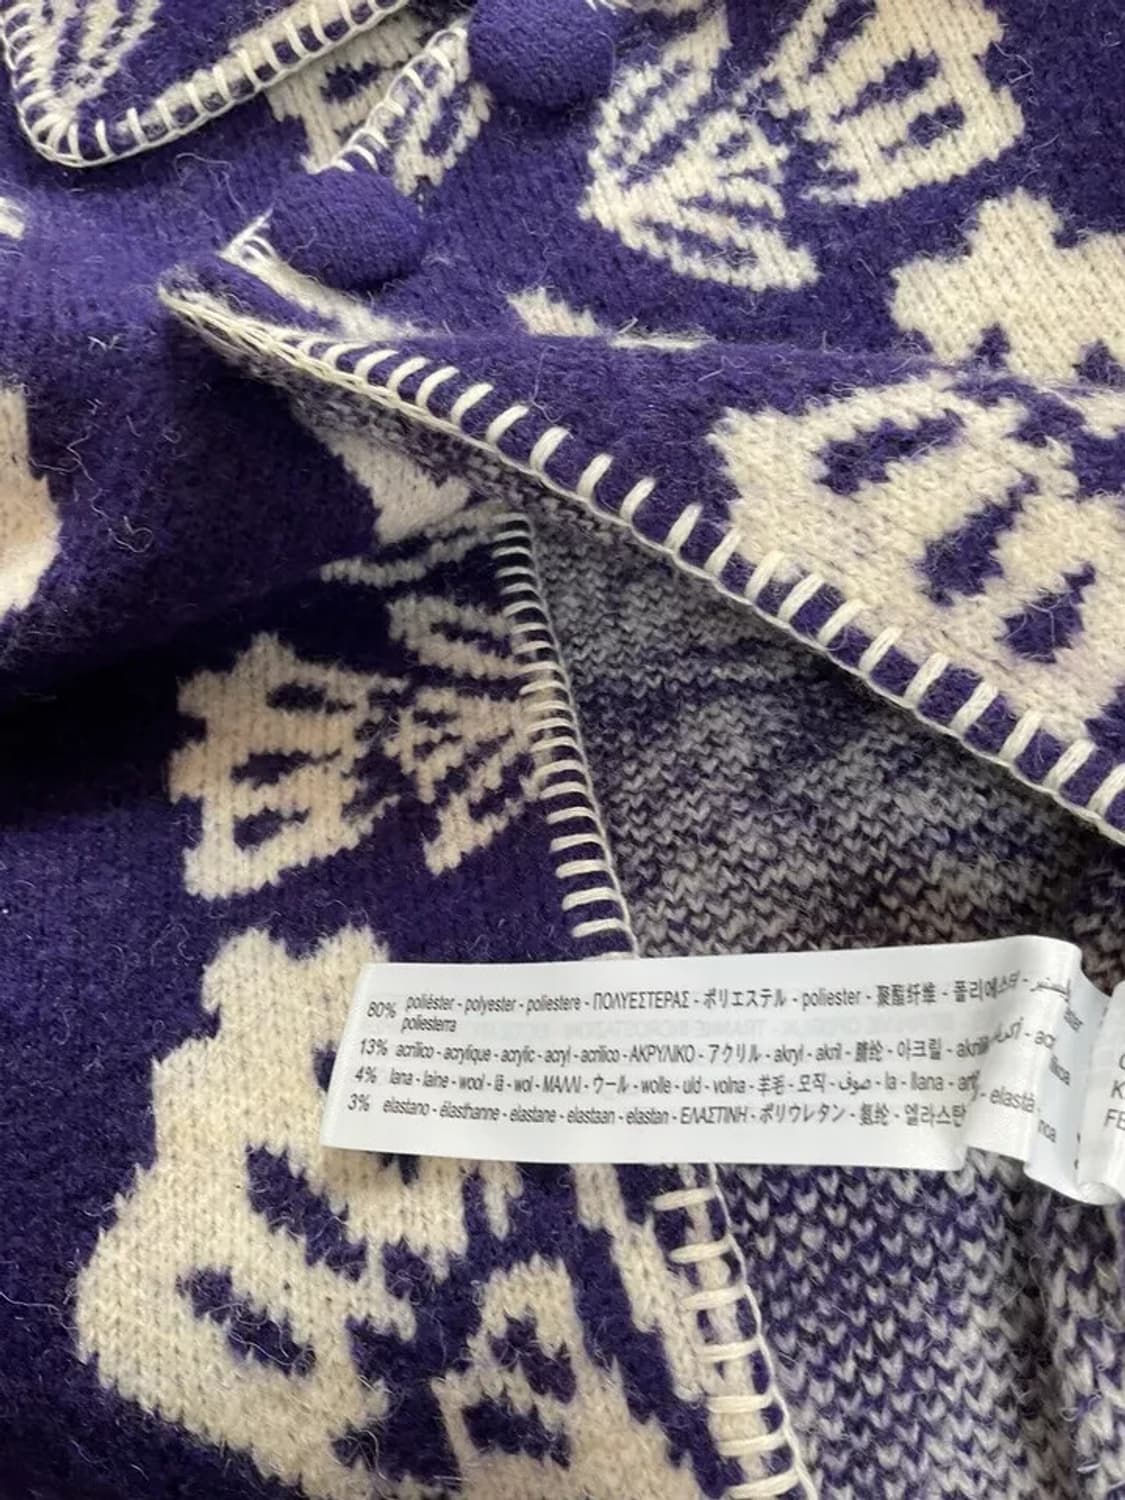 80% poliéster - polyester - poliestere - ΠΟΛΥΕΣΤΕΡΑΣ - ポリエステル - poliester - 聚酯纤维 - 폴리에스터 -
poliesterra
13% acrílico - acrylique - acrylic - acryl - acrilico - ΑΚΡΥΛΙΚΟ - アクリル - akryl - akril - 腈纶 - 아크릴 -
4% lana - laine - wool - lã - wol - ΜΑΛΛΙ - ウール - wolle - uld - volna - 羊毛 - 모직 - صوف - la - llana -
3% elastano - élasthanne - elastane - elastaan - elastan - ΕΛΑΣΤΙΝΗ - ポリウレタン - 氨纶 - 엘라스탄